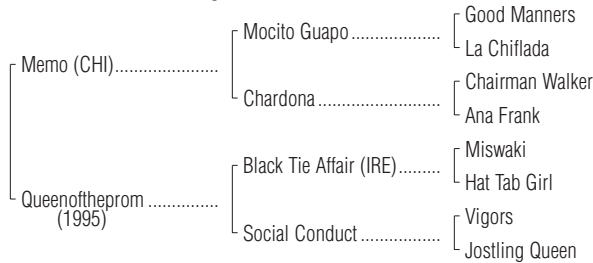 Good Manners
Mocito Guapo....................
La Chiflada
Memo (CHI).......................
Chairman Walker
Chardona...........................
Ana Frank
Miswaki
Black Tie Affair (IRE).........
Hat Tab Girl
Queenoftheprom ...............
(1995)
Vigors
Social Conduct..................
Jostling Queen